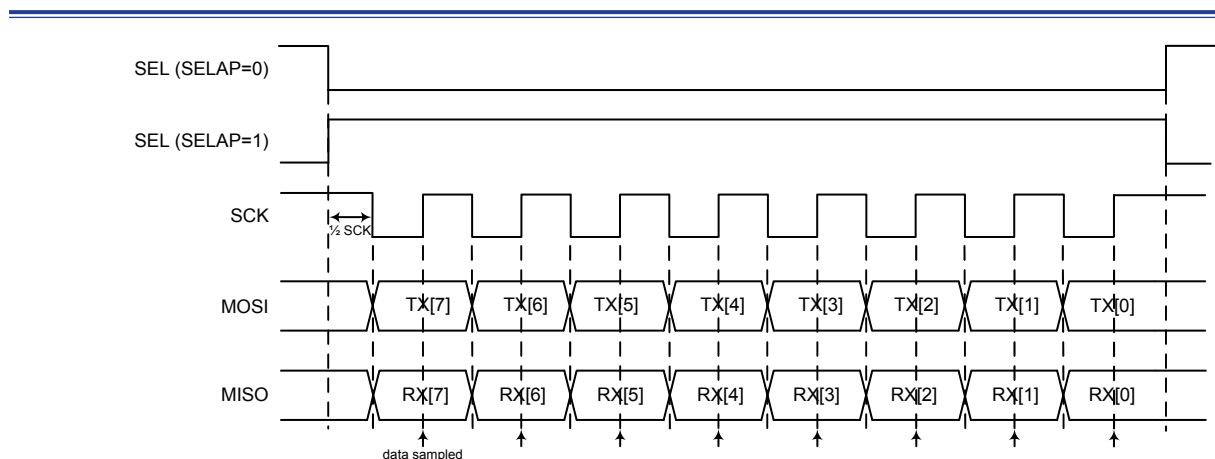 SEL (SELAP=0)
SEL (SELAP=1)
SCK
½ SCK
MOSI
TX[7] TX[6] TX[5] TX[4] TX[3] TX[2] TX[1] TX[0]
MISO
RX[7] RX[6] RX[5] RX[4] RX[3] RX[2] RX[1] RX[0]
data sampled